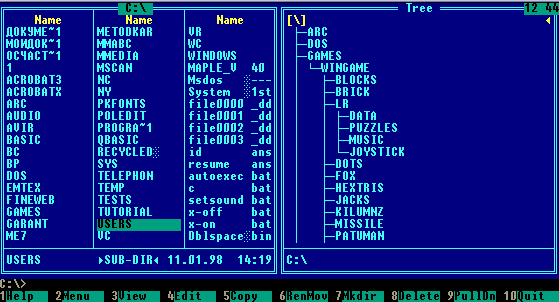 C:\ Tree 12 44
Name Name Name [\]
ДОКУМЕ~1 METODKAR VR ARC
МОИДОК~1 MMABC WC DOS
ОСЧАСТ~1 MMEDIA WINDOWS GAMES
1 MSCAN MAPLE_V 40 WINGAME
ACROBAT3 NC Msdos --- BLOCKS
ACROBATX NY System 1st BRICK
ARC PKFONTS file0000 _dd LR
AUDIO POLEDIT file0001 _dd DATA
AVIR PROGRA~1 file0002 _dd PUZZLES
BASIC QBASIC file0003 _dd MUSIC
BC RECYCLED id ans JOYSTICK
BP SYS resume ans DOTS
DOS TELEPHON autoexec bat FOX
EMTEX TEMP c bat HEXTRIS
FINEWEB TESTS setsound bat JACKS
GAMES TUTORIAL x-off bat KILUMNZ
GARANT USERS x-on bat MISSILE
ME7 VC Dblspace bin PATUMAN
USERS ►SUB-DIR◄ 11.01.98 14:19 C:\
C:\>
1Help 2Menu 3View 4Edit 5Copy 6RenMov 7Mkdir 8Delete 9PullDn 10Quit